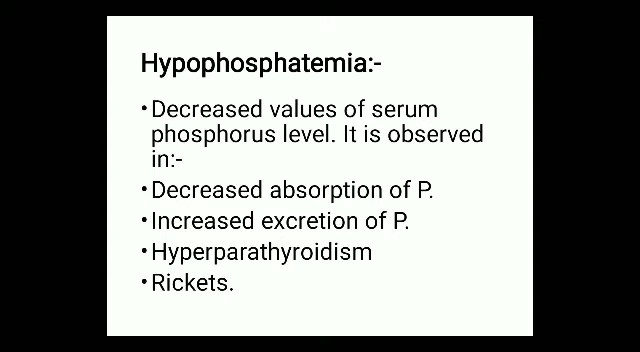 Hypophosphatemia:-
•Decreased values of serum
phosphorus level. It is observed
in:-
•Decreased absorption of P.
•Increased excretion of P.
•Hyperparathyroidism
•Rickets.